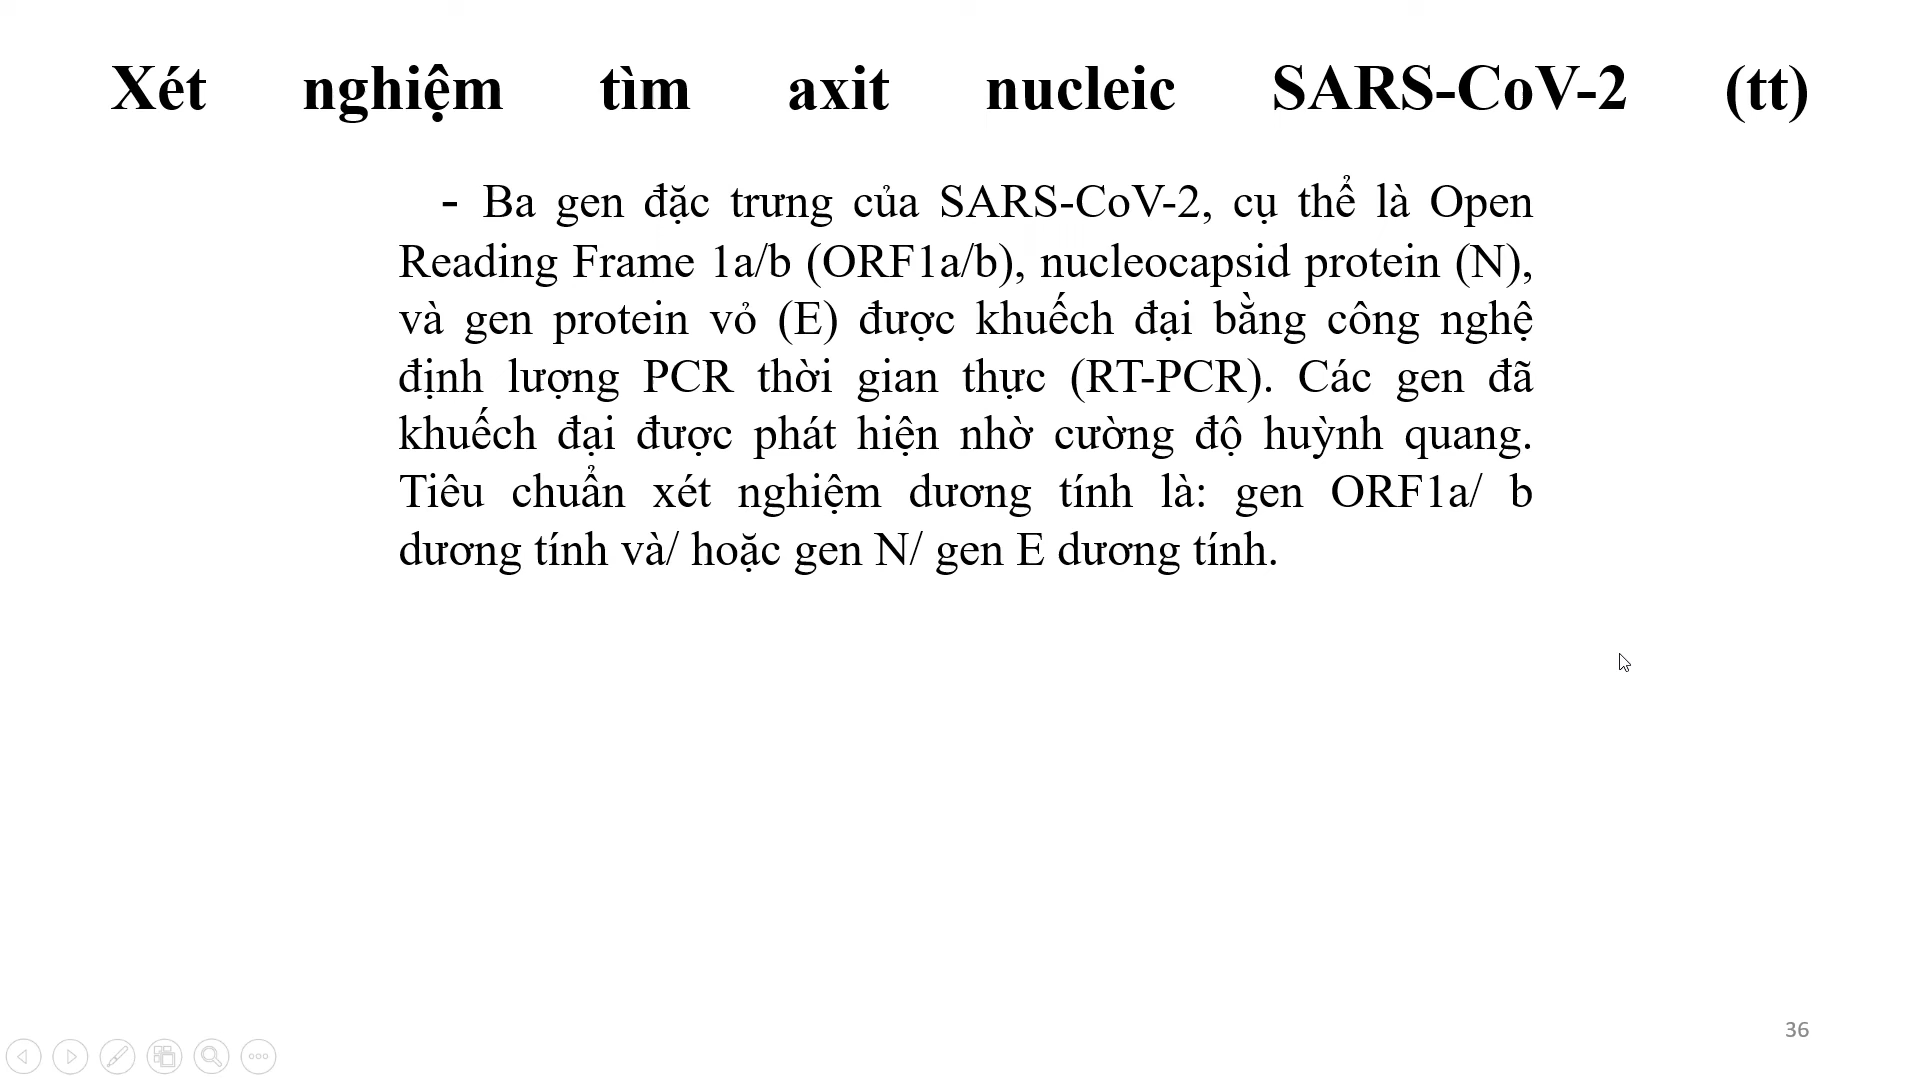 Xét nghiệm tìm axit nucleic SARS-CoV-2 (tt)
- Ba gen đặc trưng của SARS-CoV-2, cụ thể là Open
Reading Frame 1a/b (ORF1a/b), nucleocapsid protein (N),
và gen protein vỏ (E) được khuếch đại bằng công nghệ
định lượng PCR thời gian thực (RT-PCR). Các gen đã
khuếch đại được phát hiện nhờ cường độ huỳnh quang.
Tiêu chuẩn xét nghiệm dương tính là: gen ORF1a/ b
dương tính và/ hoặc gen N/ gen E dương tính.
36